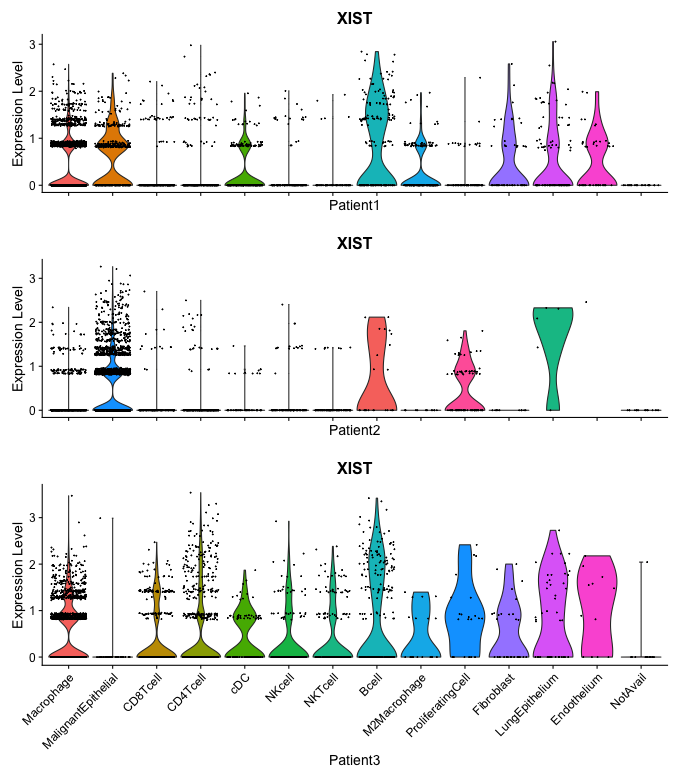 XIST
Expression Level
3
2
1
0
Patient1
XIST
Expression Level
3
2
1
0
Patient2
XIST
Expression Level
3
2
1
0
Macrophage
MalignantEpithelial
CD8Tcell
CD4Tcell
cDC
NKcell
NKTcell
Bcell
M2Macrophage
ProliferatingCell
Fibroblast
LungEpithelium
Endothelium
NotAvail
Patient3